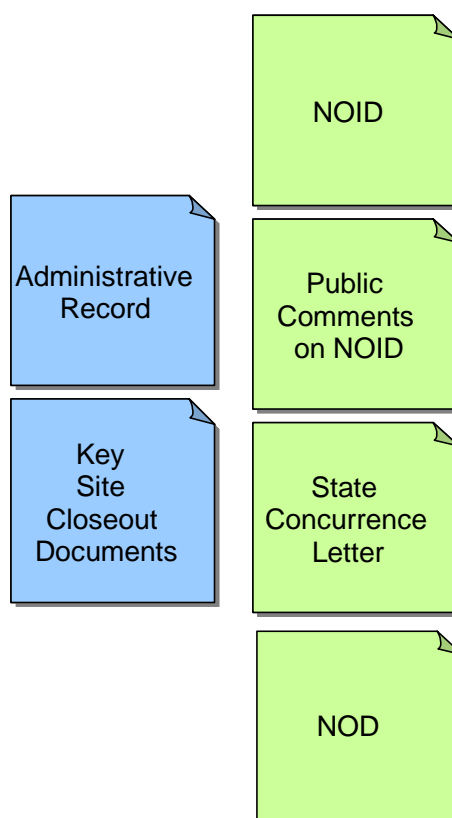 Administrative
Record
Key
Site
Closeout
Documents
NOID
Public
Comments
on NOID
State
Concurrence
Letter
NOD